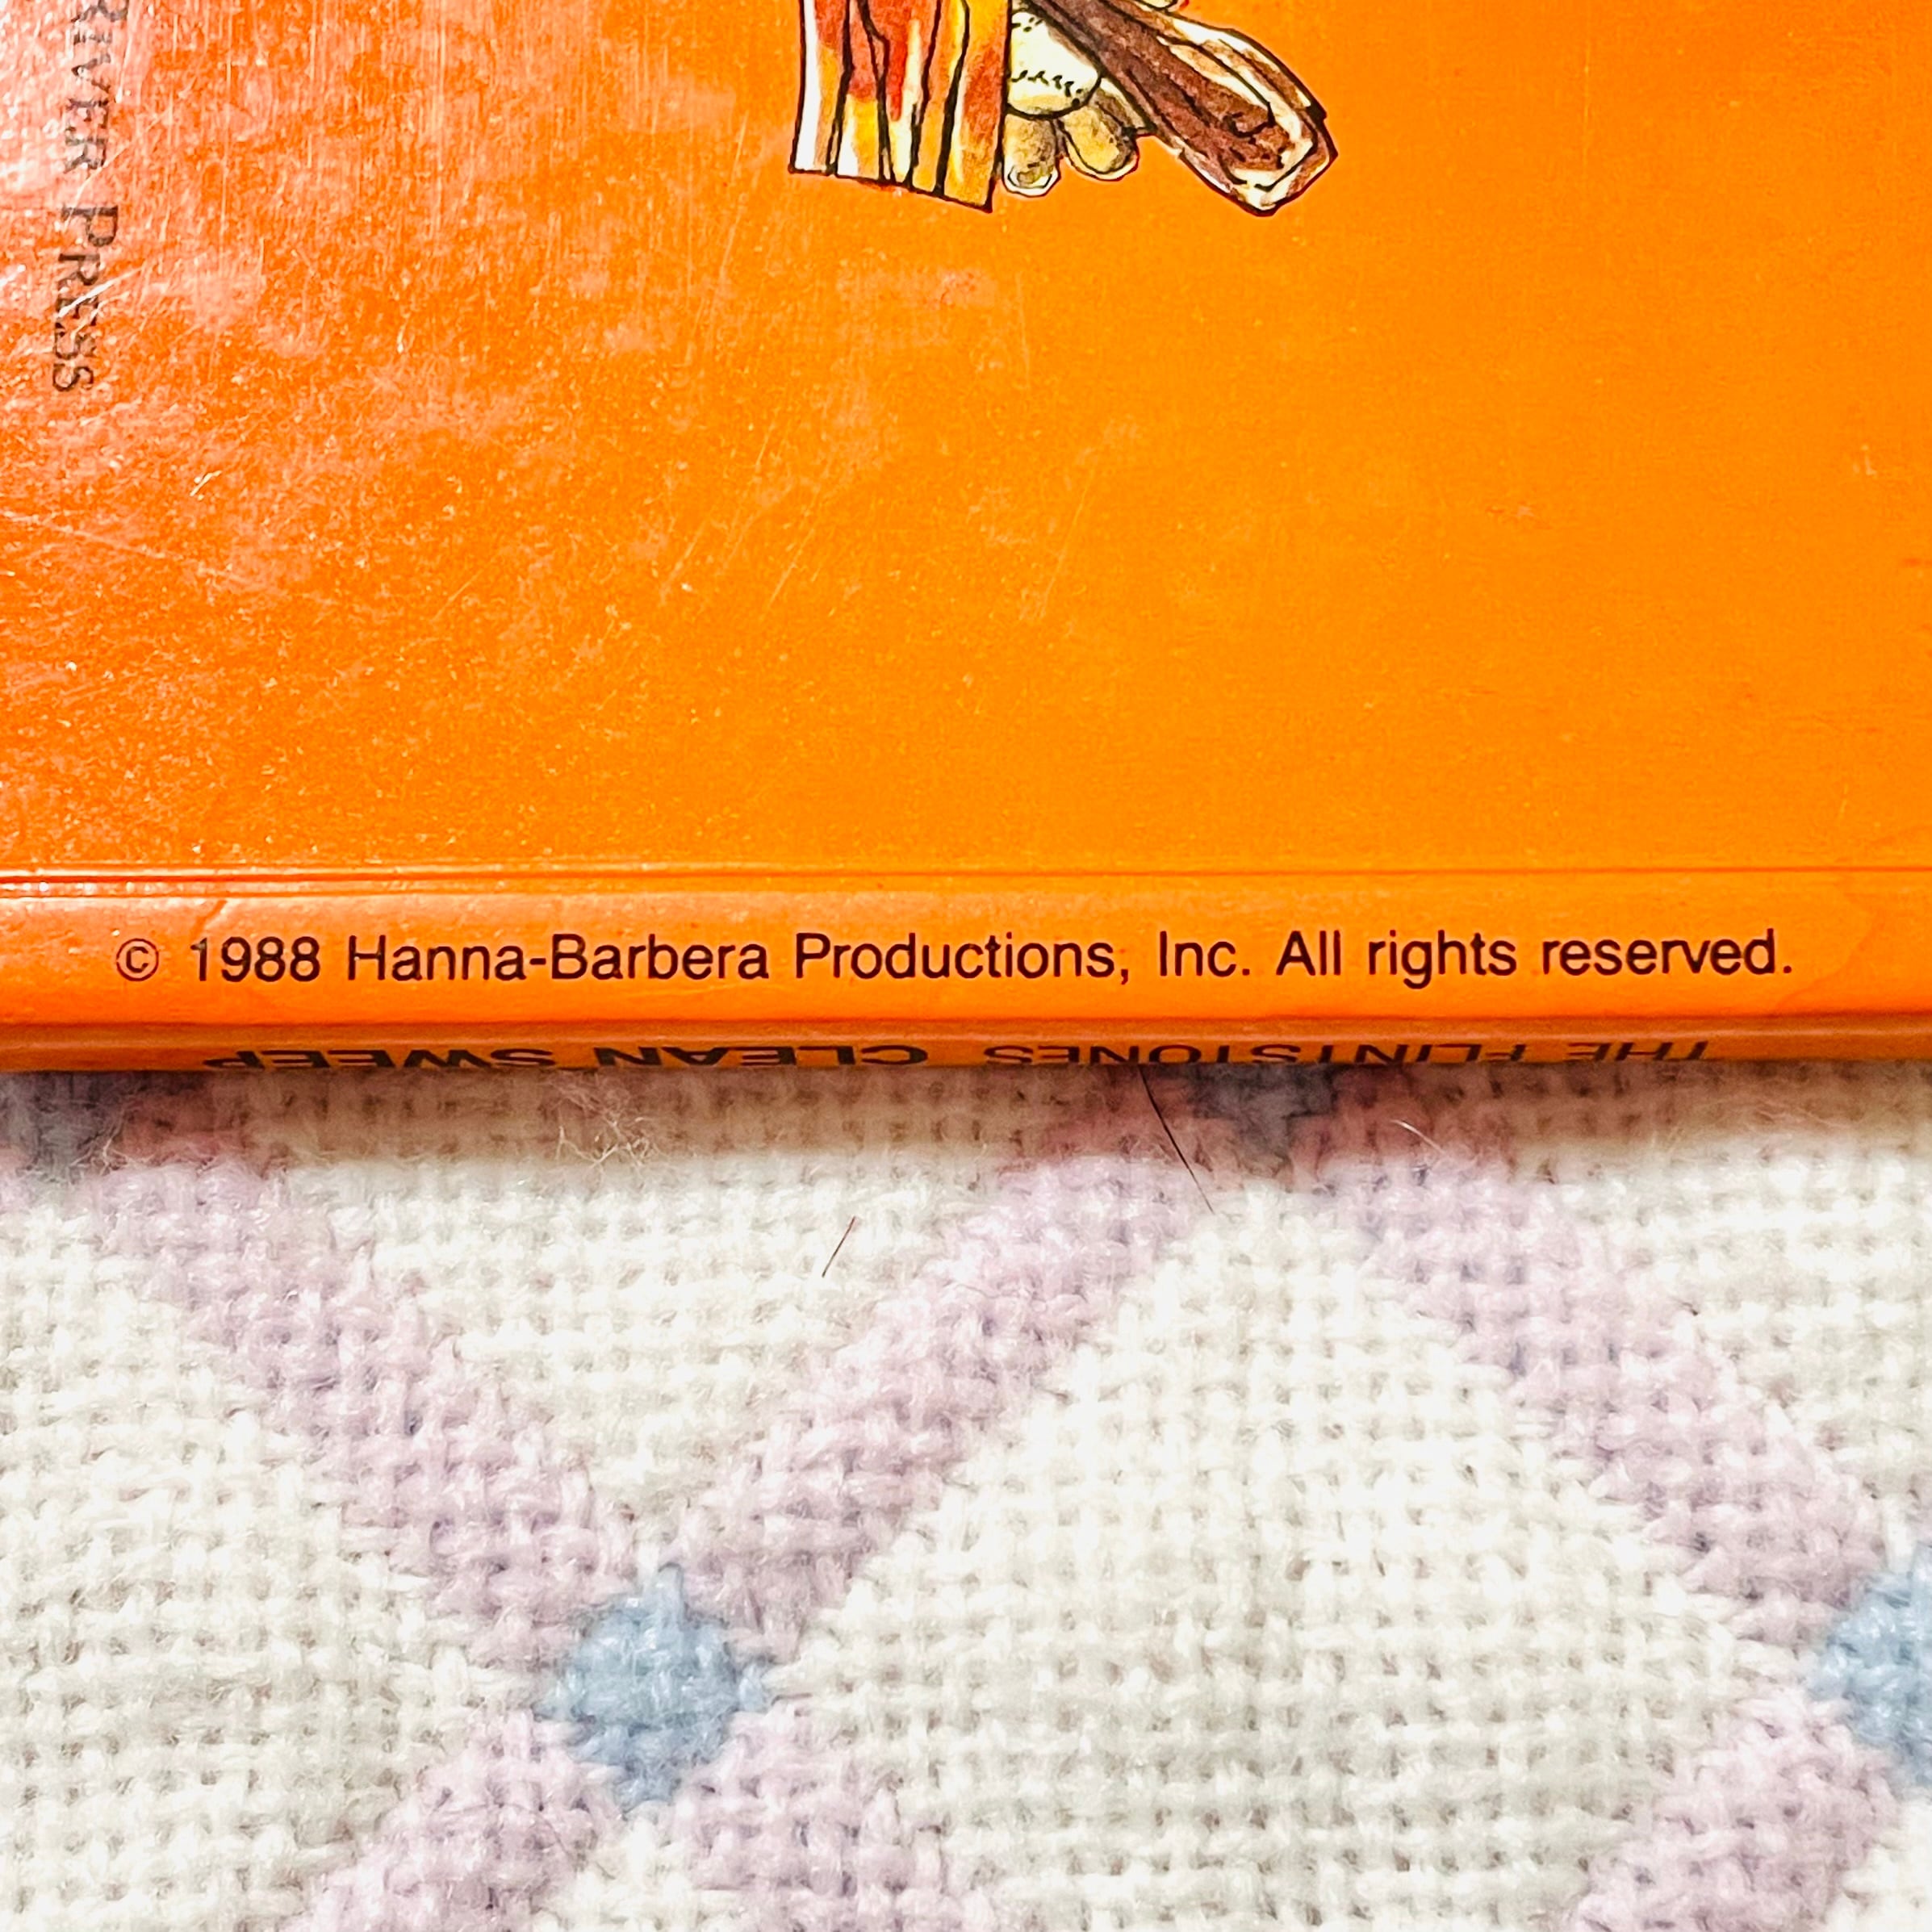 RIVER PRESS
© 1988 Hanna-Barbera Productions, Inc. All rights reserved.
THE FLINTSTONES CLEAN SWEEP